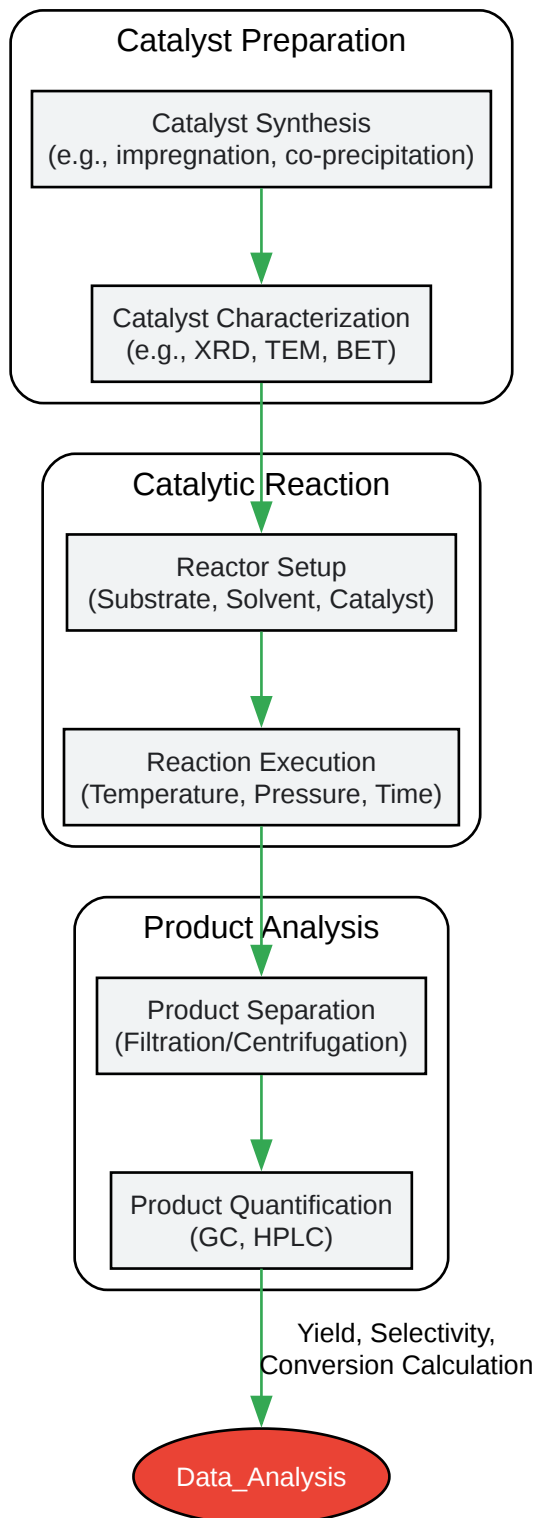 Catalyst Preparation
Catalyst Synthesis
(e.g., impregnation, co-precipitation)
Catalyst Characterization
(e.g., XRD, TEM, BET)
Catalytic Reaction
Reactor Setup
(Substrate, Solvent, Catalyst)
Reaction Execution
(Temperature, Pressure, Time)
Product Analysis
Product Separation
(Filtration/Centrifugation)
Product Quantification
(GC, HPLC)
Yield, Selectivity,
Conversion Calculation
Data_Analysis